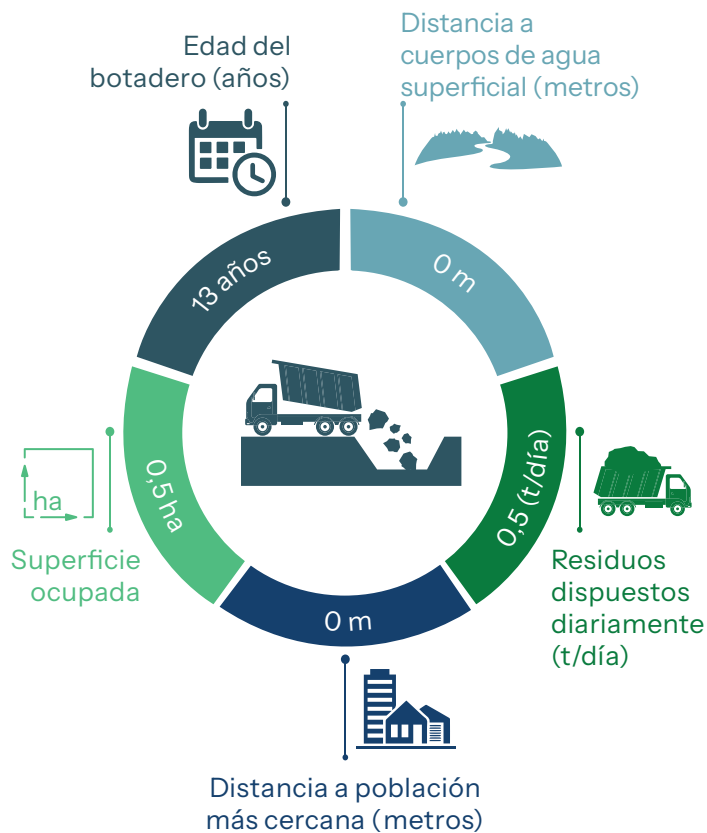 Edad del
botadero (años)
Distancia a
cuerpos de agua
superficial (metros)
13 años
0 m
0,5 ha
0,5 (t/día)
0 m
ha
Superficie
ocupada
Residuos
dispuestos
diariamente
(t/día)
Distancia a población
más cercana (metros)